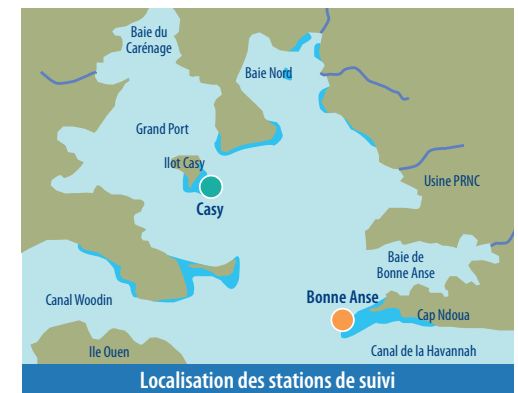 Baie du
Carénage
Baie Nord
Grand Port
Ilot Casy
Usine PRNC
Casy
Baie de
Bonne Anse
Canal Woodin
Bonne Anse
Cap Ndoua
Ile Ouen
Canal de la Havannah
Localisation des stations de suivi